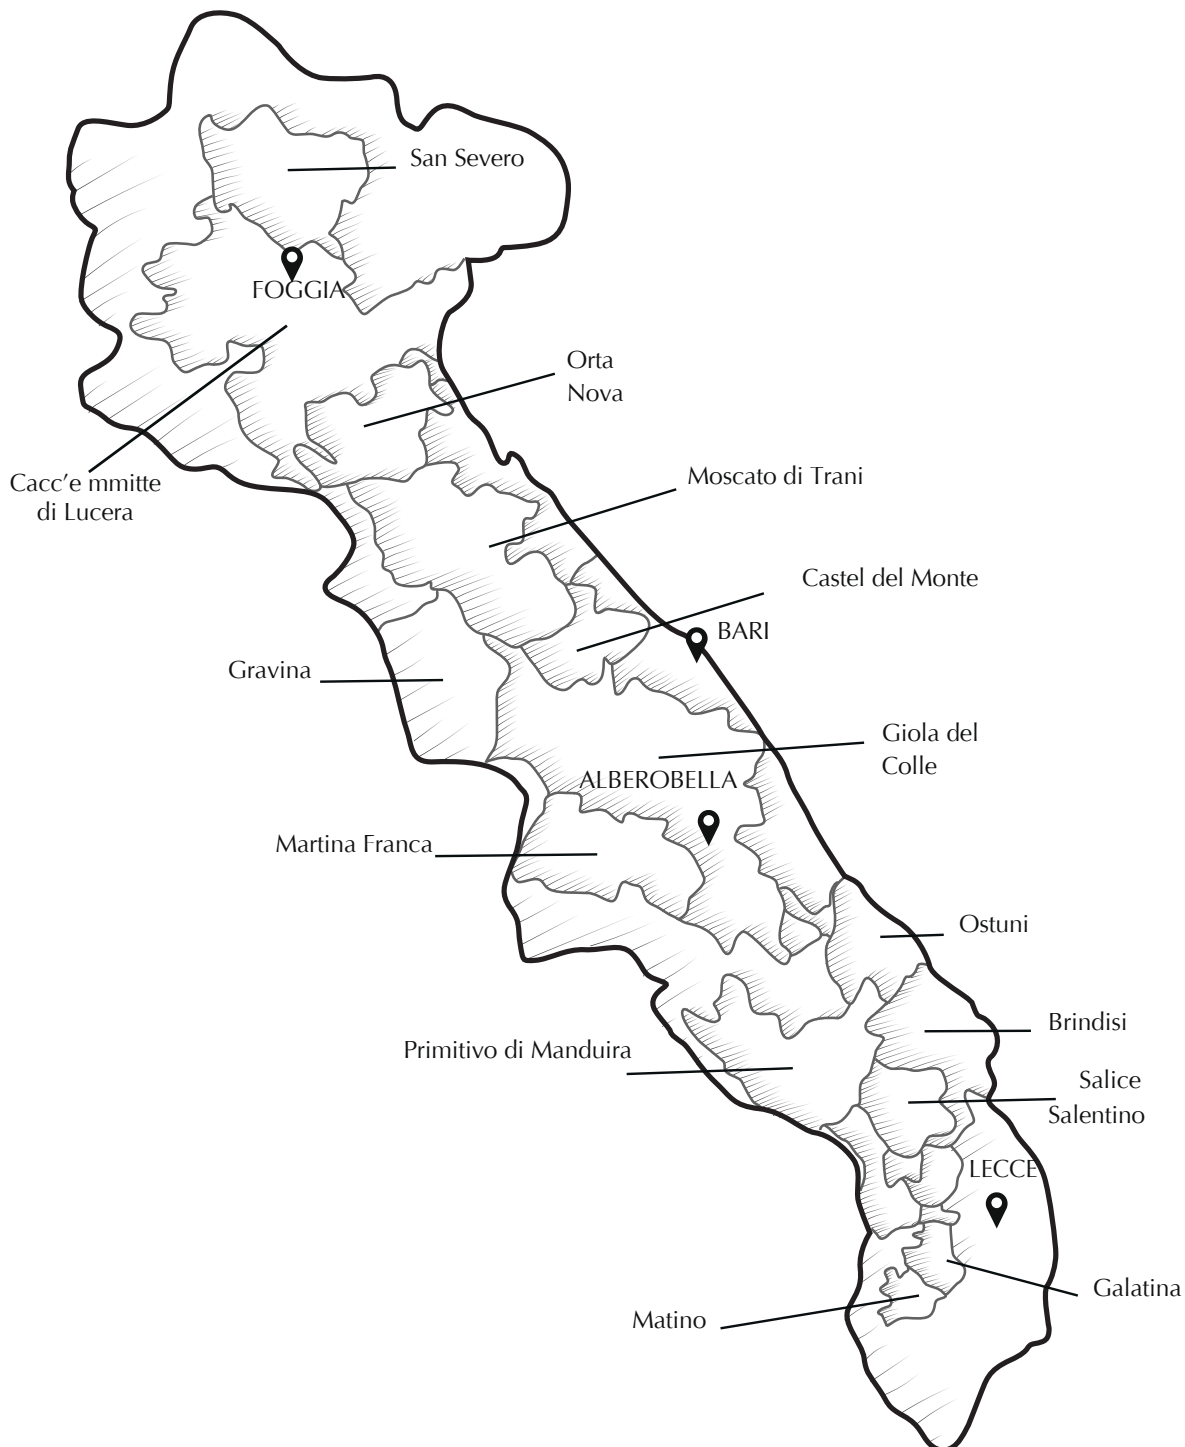 San Severo
FOGGIA
Orta
Nova
Cacc'e mmitte
di Lucera
Moscato di Trani
Castel del Monte
BARI
Gravina
Giola del
Colle
ALBEROBELLA
Martina Franca
Ostuni
Brindisi
Primitivo di Manduira
Salice
Salentino
LECCE
Galatina
Matino